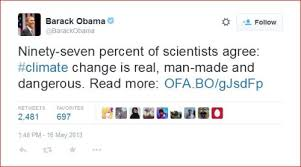 Barack Obama
@BarackObama
Follow
Ninety-seven percent of scientists agree:
#climate change is real, man-made and
dangerous. Read more: OFA.BO/gJsdFp
RETWEETS FAVORITES
2,481 697
1:48 PM - 16 May 2013